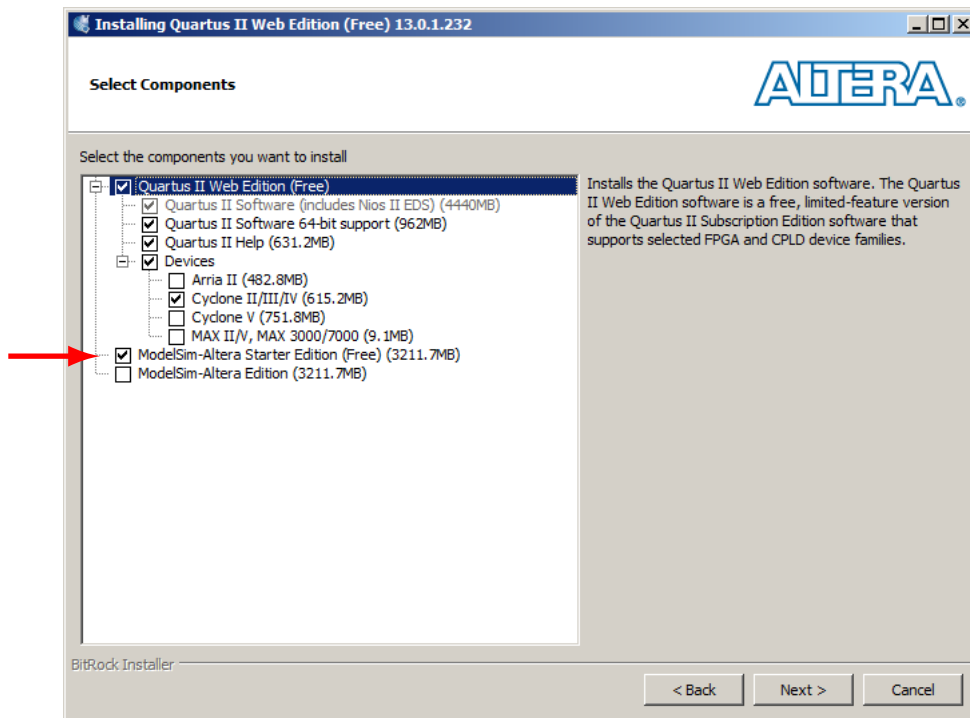 Installing Quartus II Web Edition (Free) 13.0.1.232
Select Components
ALTERA®
Select the components you want to install
Quartus II Web Edition (Free)
Quartus II Software (includes Nios II EDS) (4440MB)
Quartus II Software 64-bit support (962MB)
Quartus II Help (631.2MB)
Devices
Arria II (482.8MB)
Cyclone II/III/IV (615.2MB)
Cyclone V (751.8MB)
MAX II/V, MAX 3000/7000 (9.1MB)
ModelSim-Altera Starter Edition (Free) (3211.7MB)
ModelSim-Altera Edition (3211.7MB)
Installs the Quartus II Web Edition software. The Quartus
II Web Edition software is a free, limited-feature version
of the Quartus II Subscription Edition software that
supports selected FPGA and CPLD device families.
BitRock Installer
< Back
Next >
Cancel